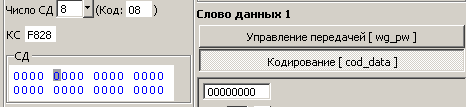 Число СД 8 (Код: 08 )
КС F828
СД
0000 0000 0000 0000
0000 0000 0000 0000
Слово данных 1
Управление передачей [ wg_pw ]
Кодирование [ cod_data ]
00000000